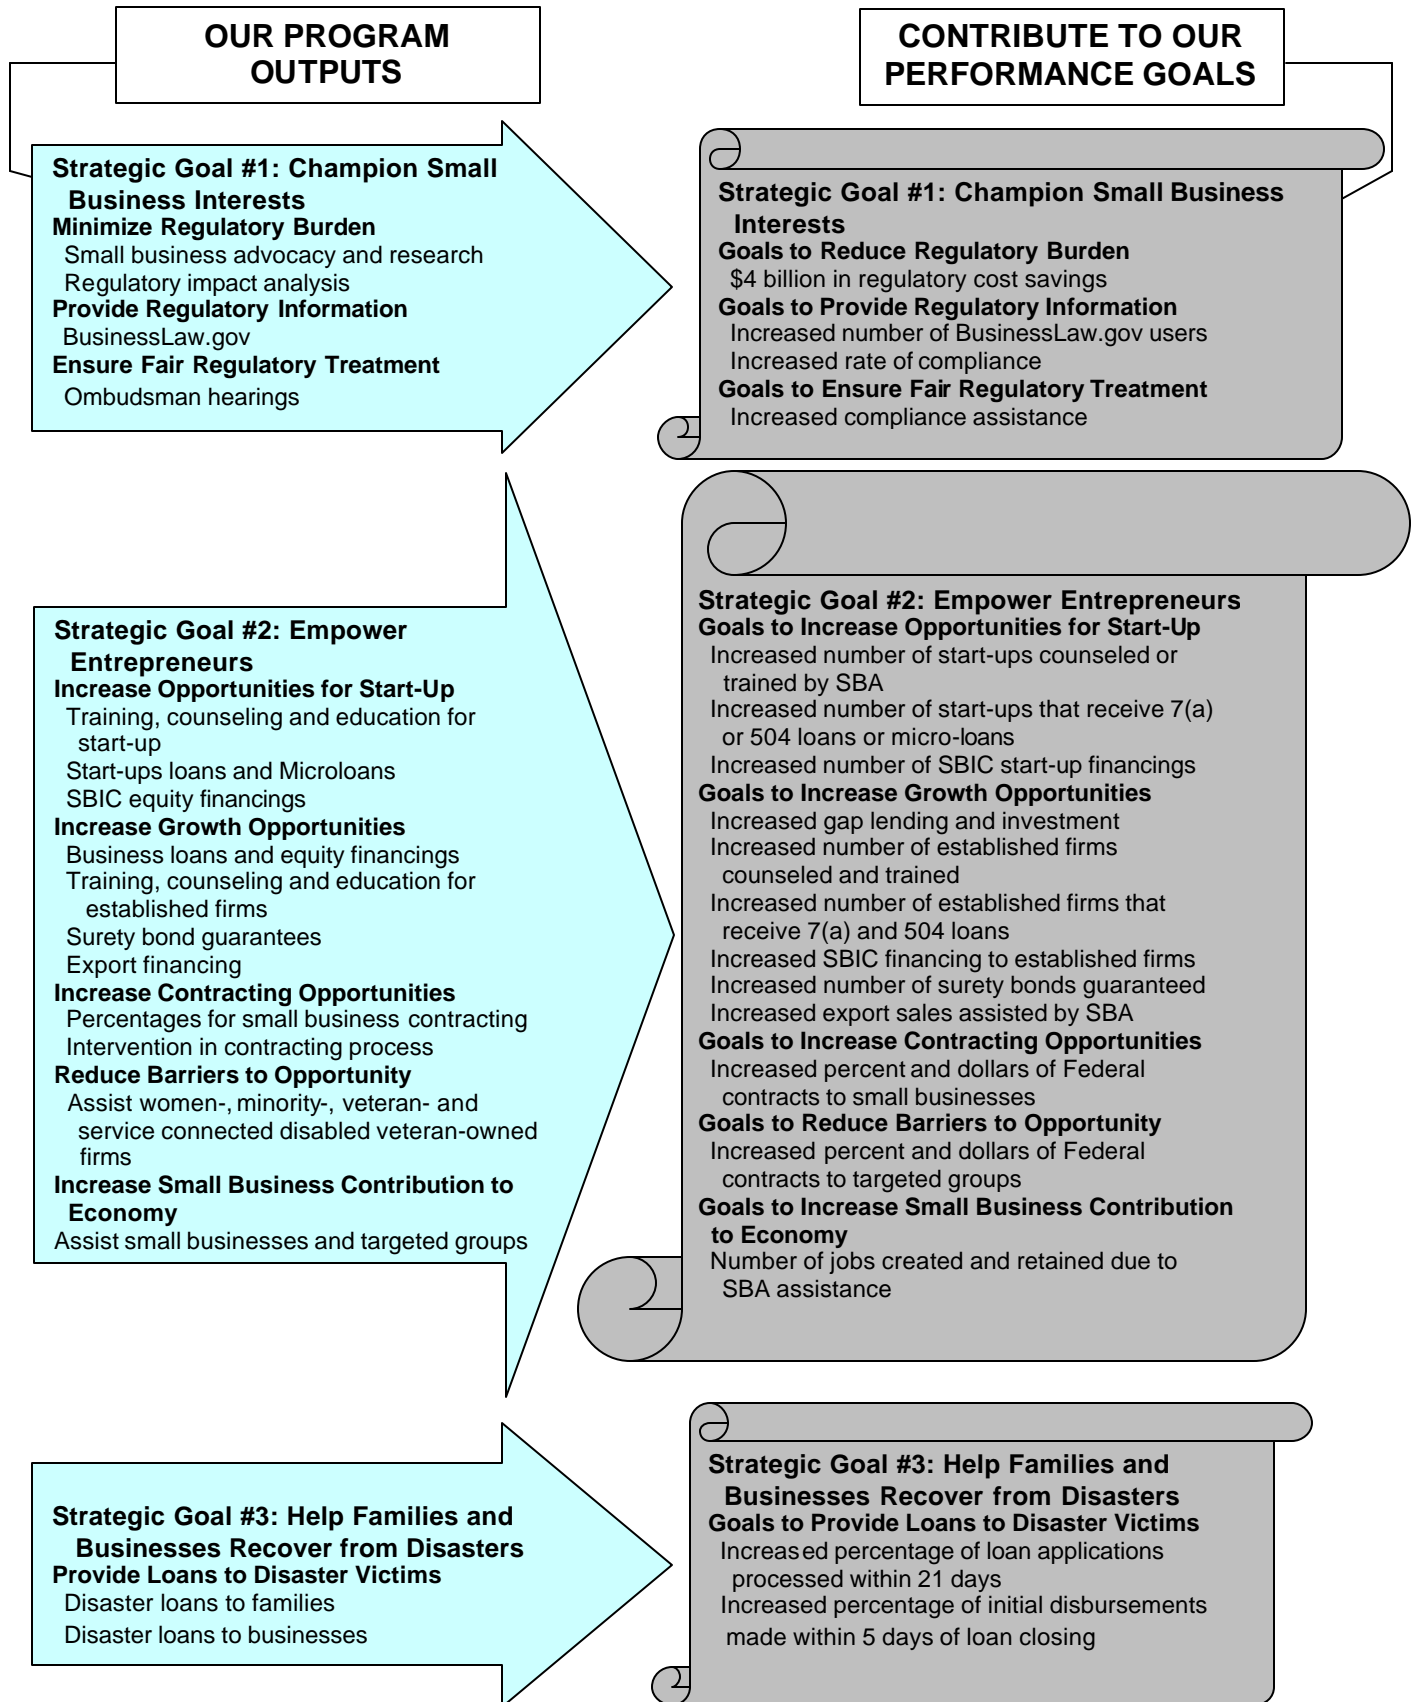 OUR PROGRAM
OUTPUTS
CONTRIBUTE TO OUR
PERFORMANCE GOALS
Strategic Goal #1: Champion Small
Business Interests
Minimize Regulatory Burden
Small business advocacy and research
Regulatory impact analysis
Provide Regulatory Information
BusinessLaw.gov
Ensure Fair Regulatory Treatment
Ombudsman hearings
Strategic Goal #1: Champion Small Business
Interests
Goals to Reduce Regulatory Burden
$4 billion in regulatory cost savings
Goals to Provide Regulatory Information
Increased number of BusinessLaw.gov users
Increased rate of compliance
Goals to Ensure Fair Regulatory Treatment
Increased compliance assistance
Strategic Goal #2: Empower
Entrepreneurs
Increase Opportunities for Start-Up
Training, counseling and education for
start-up
Start-ups loans and Microloans
SBIC equity financings
Increase Growth Opportunities
Business loans and equity financings
Training, counseling and education for
established firms
Surety bond guarantees
Export financing
Increase Contracting Opportunities
Percentages for small business contracting
Intervention in contracting process
Reduce Barriers to Opportunity
Assist women-, minority-, veteran- and
service connected disabled veteran-owned
firms
Increase Small Business Contribution to
Economy
Assist small businesses and targeted groups
Strategic Goal #2: Empower Entrepreneurs
Goals to Increase Opportunities for Start-Up
Increased number of start-ups counseled or
trained by SBA
Increased number of start-ups that receive 7(a)
or 504 loans or micro-loans
Increased number of SBIC start-up financings
Goals to Increase Growth Opportunities
Increased gap lending and investment
Increased number of established firms
counseled and trained
Increased number of established firms that
receive 7(a) and 504 loans
Increased SBIC financing to established firms
Increased number of surety bonds guaranteed
Increased export sales assisted by SBA
Goals to Increase Contracting Opportunities
Increased percent and dollars of Federal
contracts to small businesses
Goals to Reduce Barriers to Opportunity
Increased percent and dollars of Federal
contracts to targeted groups
Goals to Increase Small Business Contribution
to Economy
Number of jobs created and retained due to
SBA assistance
Strategic Goal #3: Help Families and
Businesses Recover from Disasters
Provide Loans to Disaster Victims
Disaster loans to families
Disaster loans to businesses
Strategic Goal #3: Help Families and
Businesses Recover from Disasters
Goals to Provide Loans to Disaster Victims
Increased percentage of loan applications
processed within 21 days
Increased percentage of initial disbursements
made within 5 days of loan closing